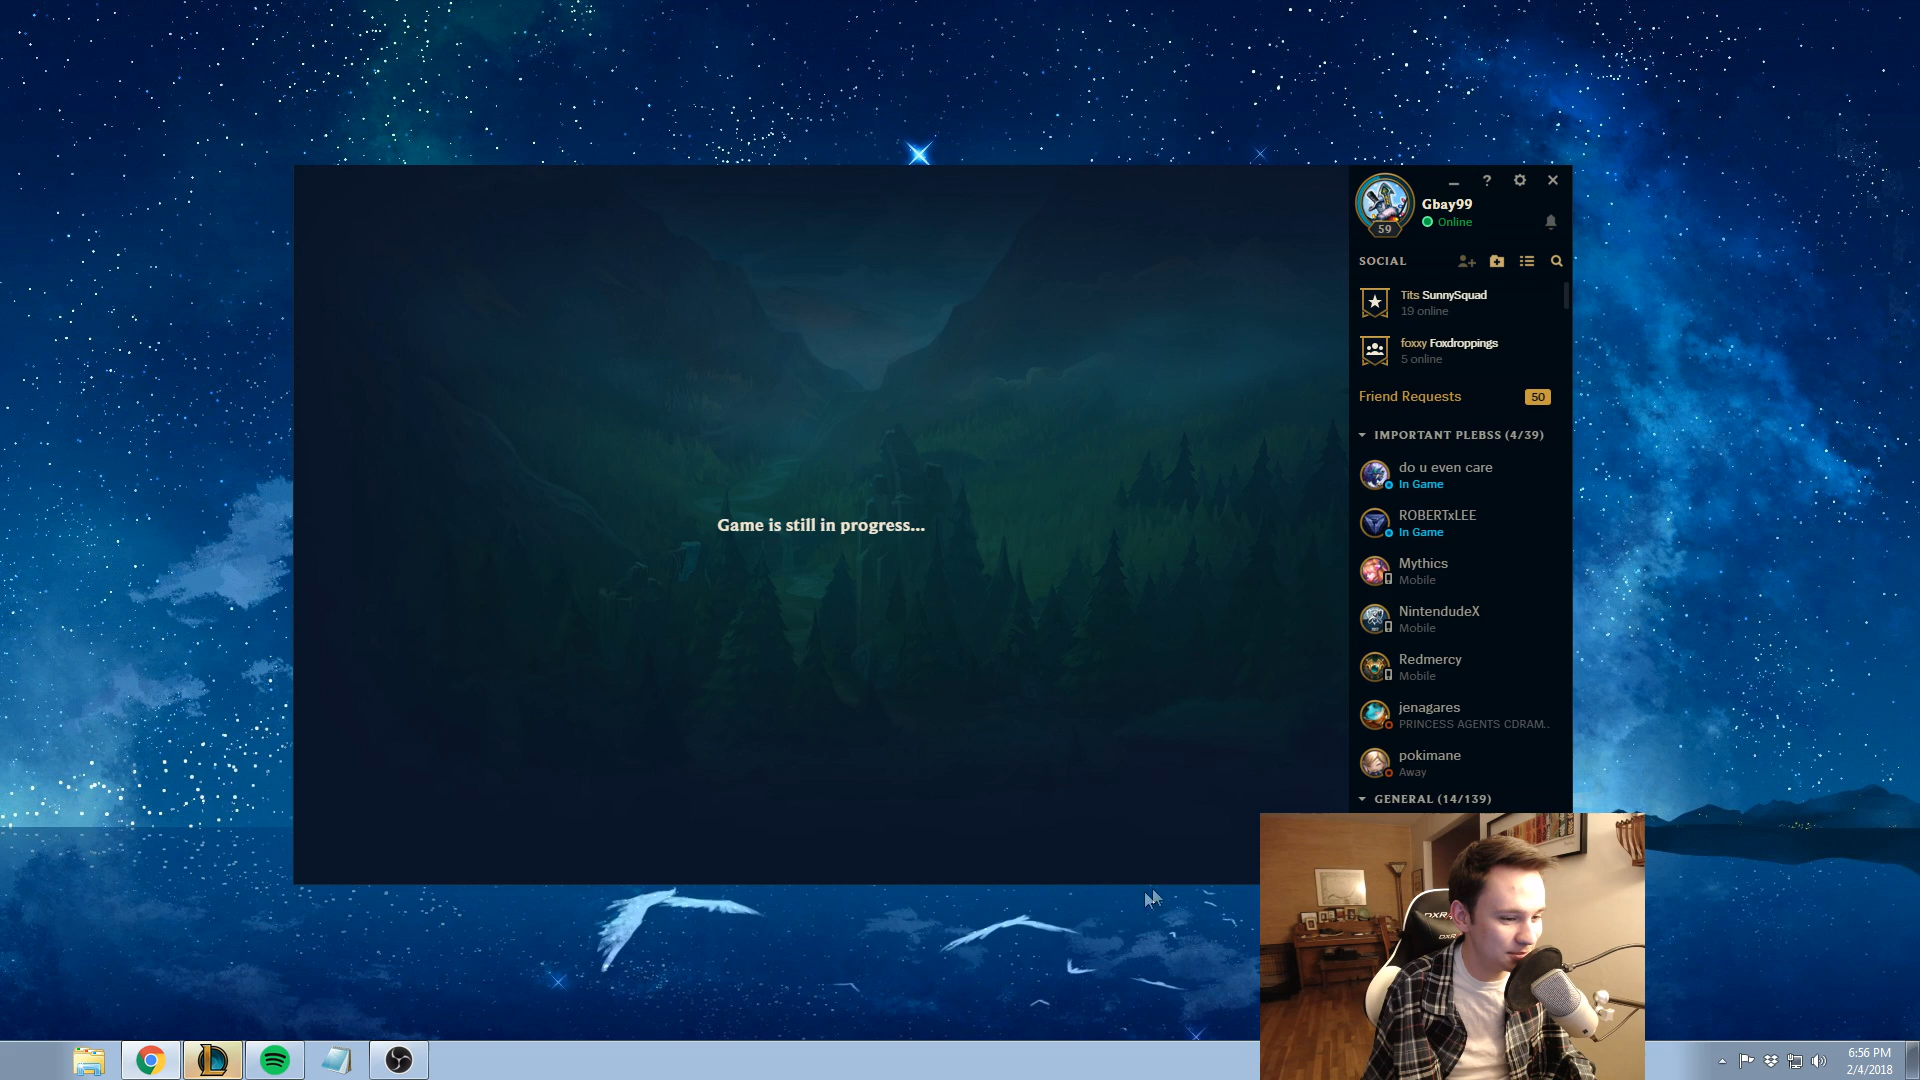 Gbay99
Online
59
SOCIAL
Tits SunnySquad
19 online
foxxy Foxdroppings
5 online
Friend Requests
50
IMPORTANT PLEBSS (4/39)
do u even care
In Game
ROBERTxLEE
In Game
Mythics
Mobile
NintendudeX
Mobile
Redmercy
Mobile
jenagares
PRINCESS AGENTS CDRAM..
pokimane
Away
GENERAL (14/139)
Game is still in progress...
6:56 PM
2/4/2018